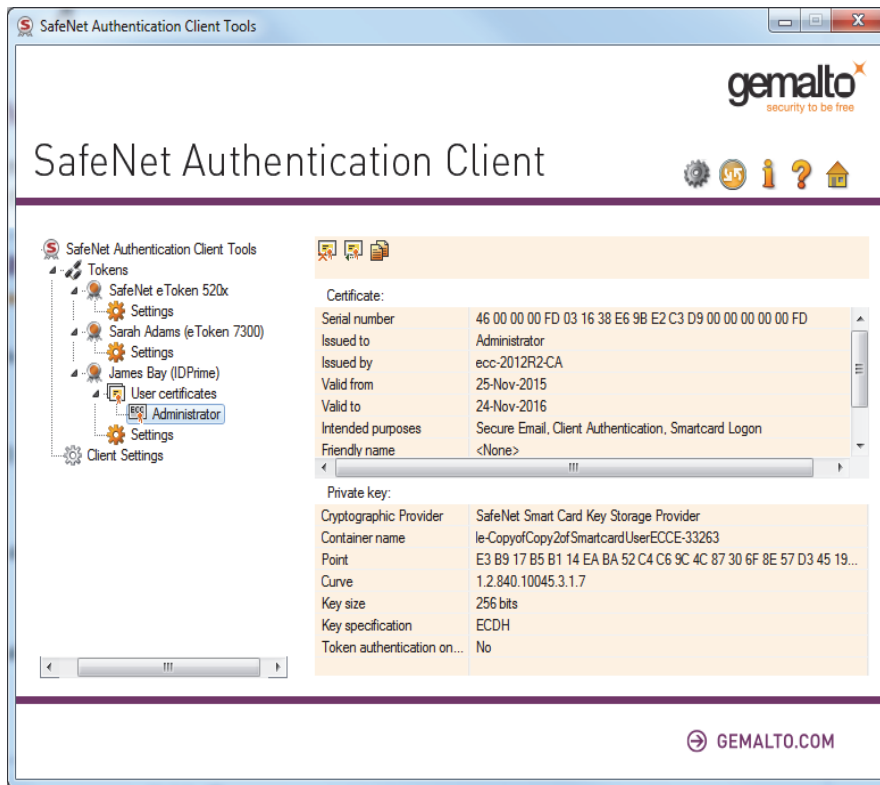 SafeNet Authentication Client Tools
gemalto
security to be free
SafeNet Authentication Client
SafeNet Authentication Client Tools
Tokens
SafeNet eToken 520x
Settings
Sarah Adams (eToken 7300)
Settings
James Bay (IDPrime)
User certificates
ECC Administrator
Settings
Client Settings
Certificate:
Serial number 46 00 00 00 FD 03 16 38 E6 9B E2 C3 D9 00 00 00 00 00 FD
Issued to Administrator
Issued by ecc-2012R2-CA
Valid from 25-Nov-2015
Valid to 24-Nov-2016
Intended purposes Secure Email, Client Authentication, Smartcard Logon
Friendly name <None>
Private key:
Cryptographic Provider SafeNet Smart Card Key Storage Provider
Container name le-CopyofCopy2ofSmartcardUserECCE-33263
Point E3 B9 17 B5 B1 14 EA BA 52 C4 C6 9C 4C 87 30 6F 8E 57 D3 45 19...
Curve 1.2.840.10045.3.1.7
Key size 256 bits
Key specification ECDH
Token authentication on... No
GEMALTO.COM